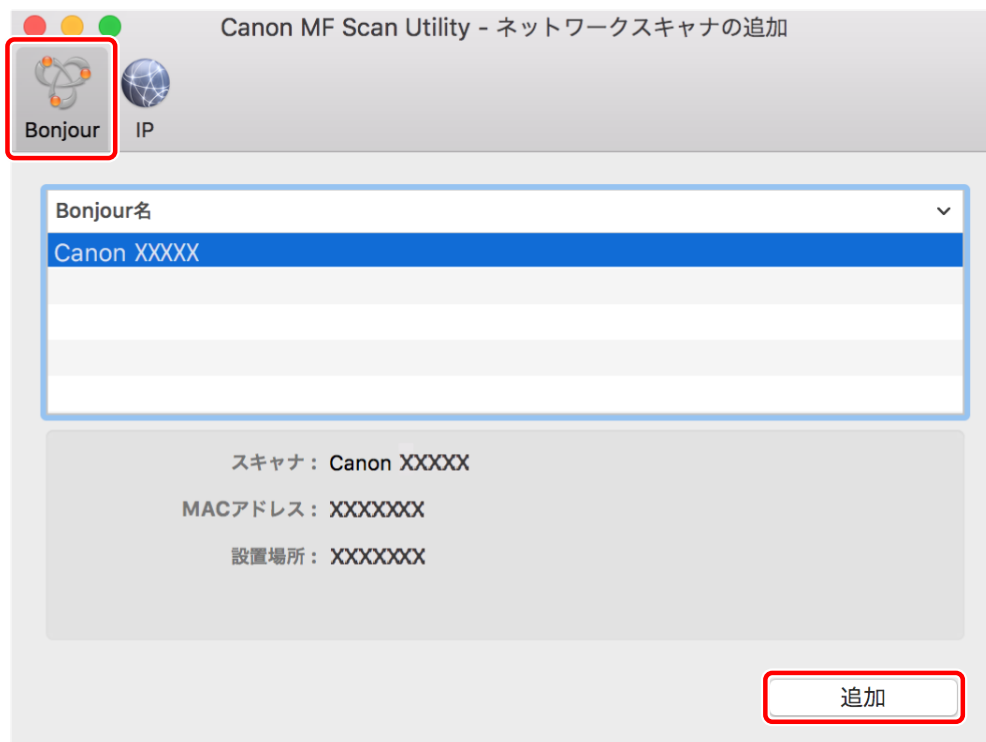 Canon MF Scan Utility - ネットワークスキャナの追加
Bonjour
IP
Bonjour名
Canon XXXXX
スキャナ： Canon XXXXX
MACアドレス： XXXXXXX
設置場所： XXXXXXX
追加